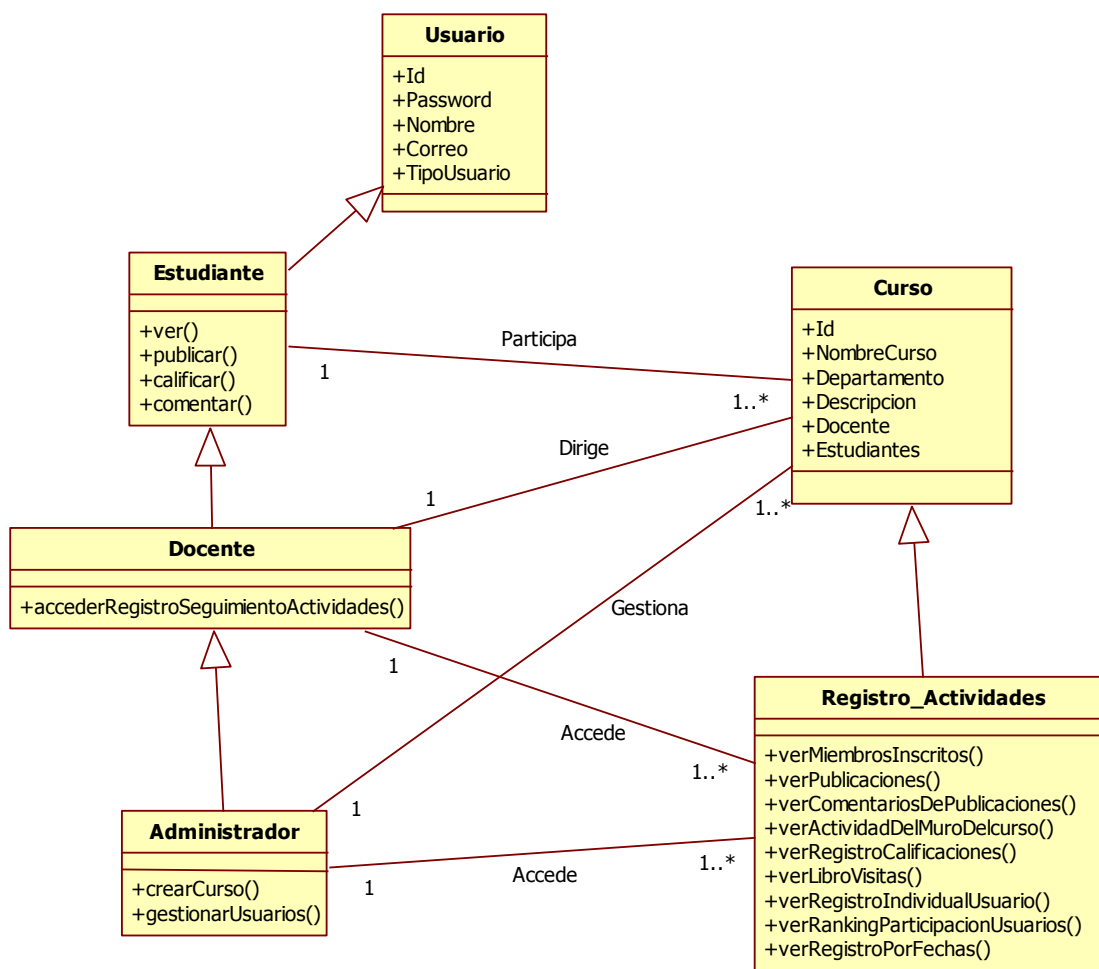 Usuario
+Id
+Password
+Nombre
+Correo
+TipoUsuario
Estudiante
+ver()
+publicar()
+calificar()
+comentar()
Curso
+Id
+NombreCurso
+Departamento
+Descripcion
+Docente
+Estudiantes
Participa
1
1..*
Dirige
1
1..*
Docente
+accederRegistroSeguimientoActividades()
Gestiona
1
Accede
1
1..*
Registro_Actividades
+verMiembrosInscritos()
+verPublicaciones()
+verComentariosDePublicaciones()
+verActividadDelMuroDelcurso()
+verRegistroCalificaciones()
+verLibroVisitas()
+verRegistroIndividualUsuario()
+verRankingParticipacionUsuarios()
+verRegistroPorFechas()
Administrador
+crearCurso()
+gestionarUsuarios()
Accede
1
1..*